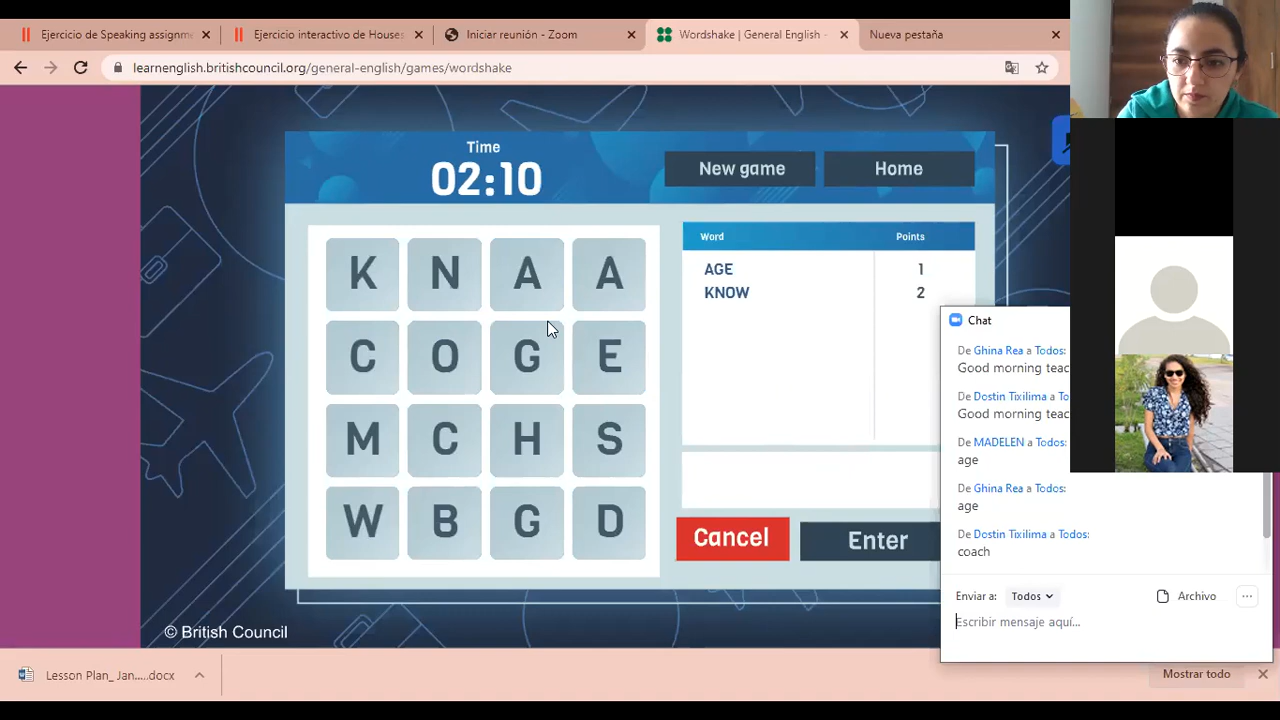 Ejercicio de Speaking assignme
Ejercicio interactivo de Houses
Iniciar reunión - Zoom
Wordshake | General English -
Nueva pestaña
learnenglish.britishcouncil.org/general-english/games/wordshake
Time
02:10
New game
Home
K N A A
C O G E
M C H S
W B G D
Word Points
AGE 1
KNOW 2
Cancel
Enter
© British Council
Chat
De Ghina Rea a Todos:
Good morning teac
De Dostin Tixilima a To
Good morning teac
De MADELEN a Todos:
age
De Ghina Rea a Todos:
age
De Dostin Tixilima a Todos:
coach
Enviar a: Todos
Archivo
Escribir mensaje aquí...
Lesson Plan_ Jan.....docx
Mostrar todo